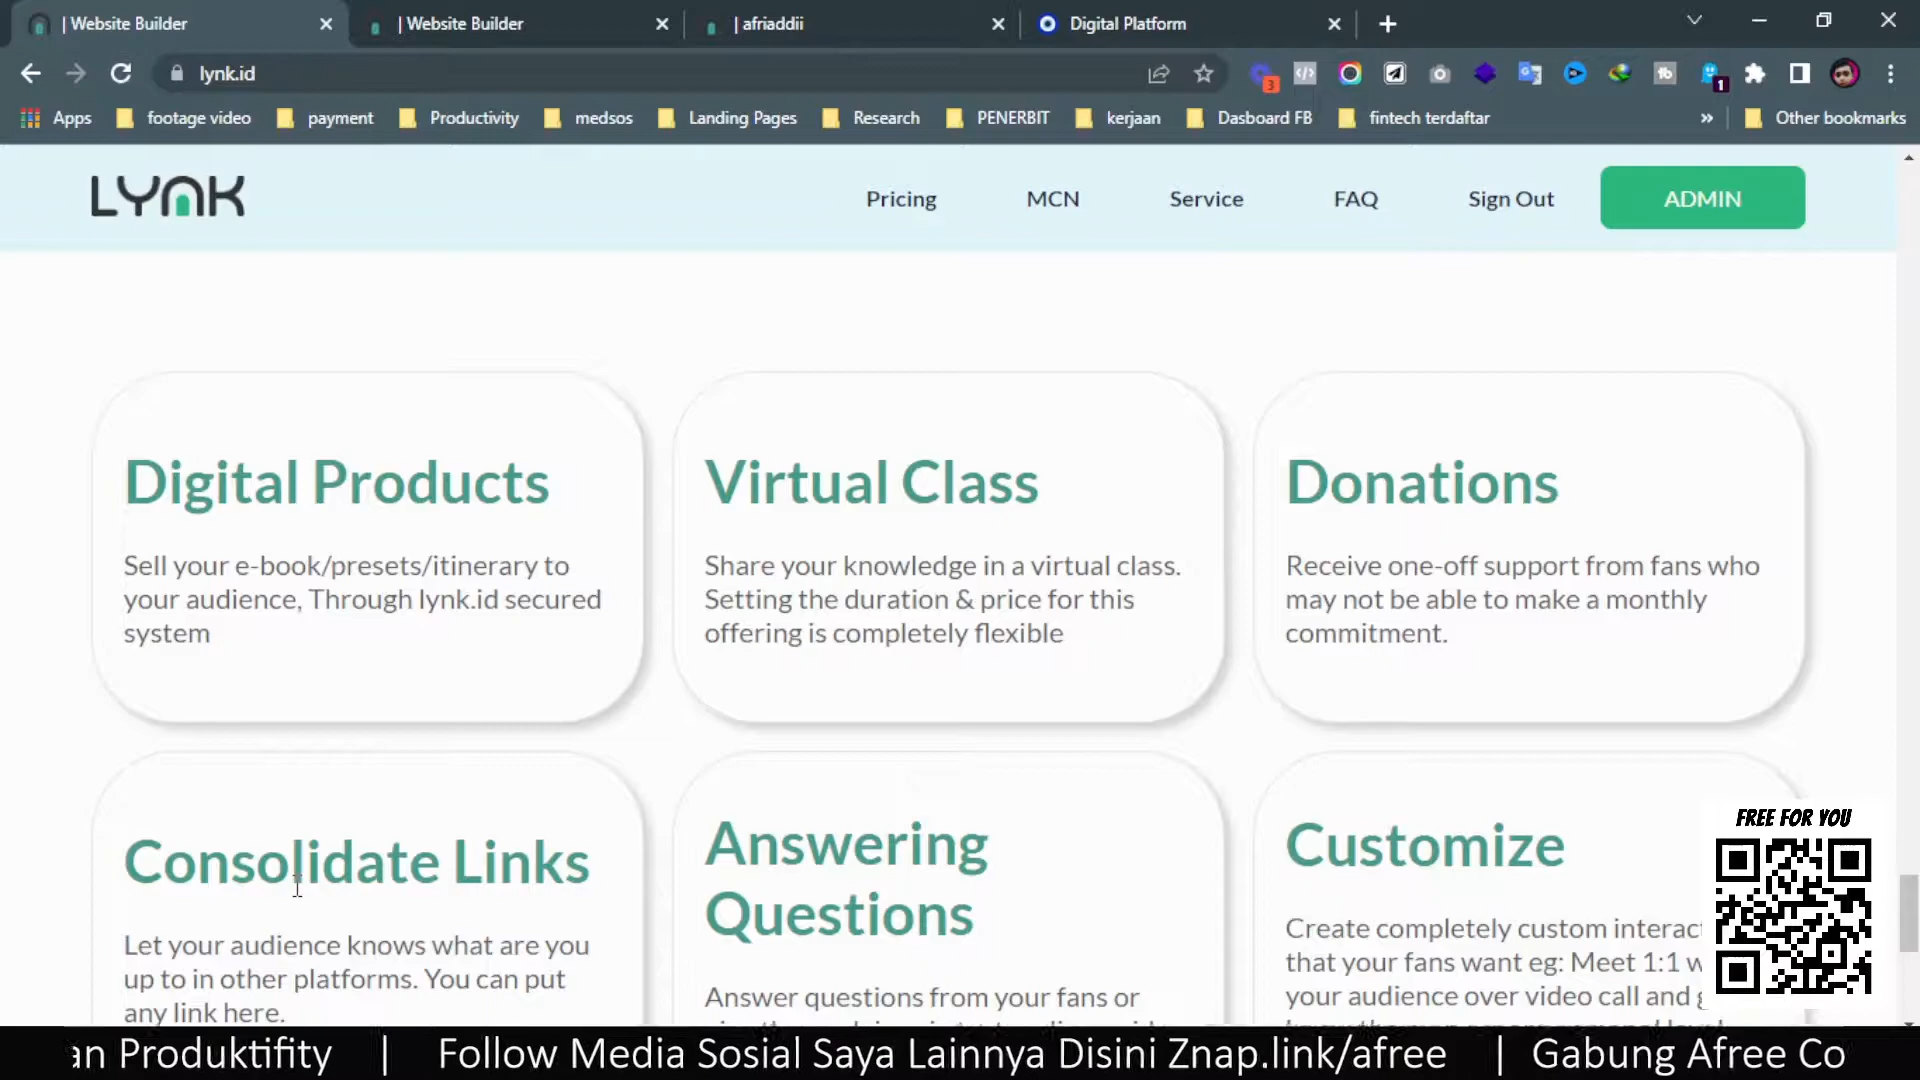 | Website Builder
| Website Builder
| afriaddii
Digital Platform
lynk.id
3
1
Apps
footage video
payment
Productivity
medsos
Landing Pages
Research
PENERBIT
kerjaan
Dasboard FB
fintech terdaftar
»
Other bookmarks
LYNK
Pricing
MCN
Service
FAQ
Sign Out
ADMIN
Digital Products
Sell your e-book/presets/itinerary to
your audience, Through lynk.id secured
system
Virtual Class
Share your knowledge in a virtual class.
Setting the duration & price for this
offering is completely flexible
Donations
Receive one-off support from fans who
may not be able to make a monthly
commitment.
Consolidate Links
Let your audience knows what are you
up to in other platforms. You can put
any link here.
Answering
Questions
Answer questions from your fans or
Customize
Create completely custom interact
that your fans want eg: Meet 1:1 w
your audience over video call and g
FREE FOR YOU
an Produktifity | Follow Media Sosial Saya Lainnya Disini Znap.link/afree | Gabung Afree Co